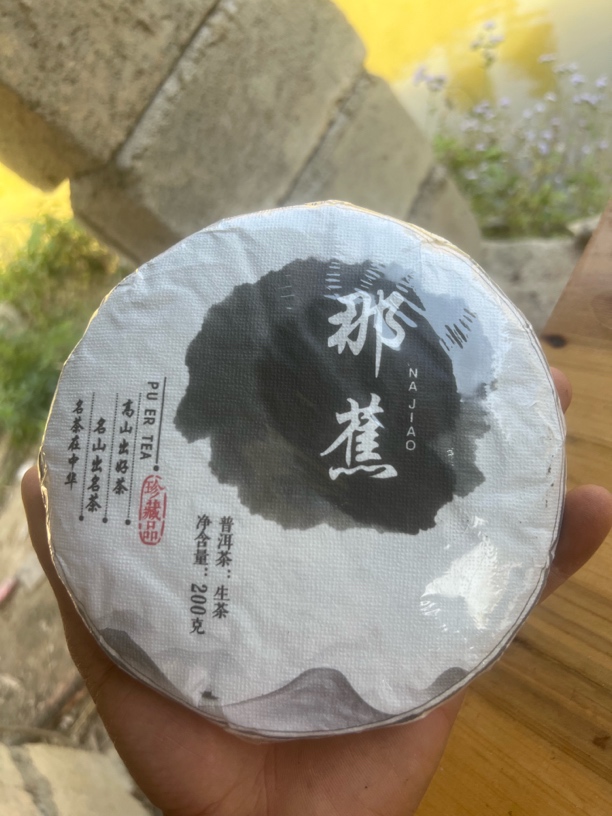 那蕉
NA JIAO
PU ER TEA
高山出好茶
名山出名茶
名茶在中华
珍藏品
普洱茶：生茶
净含量：200克